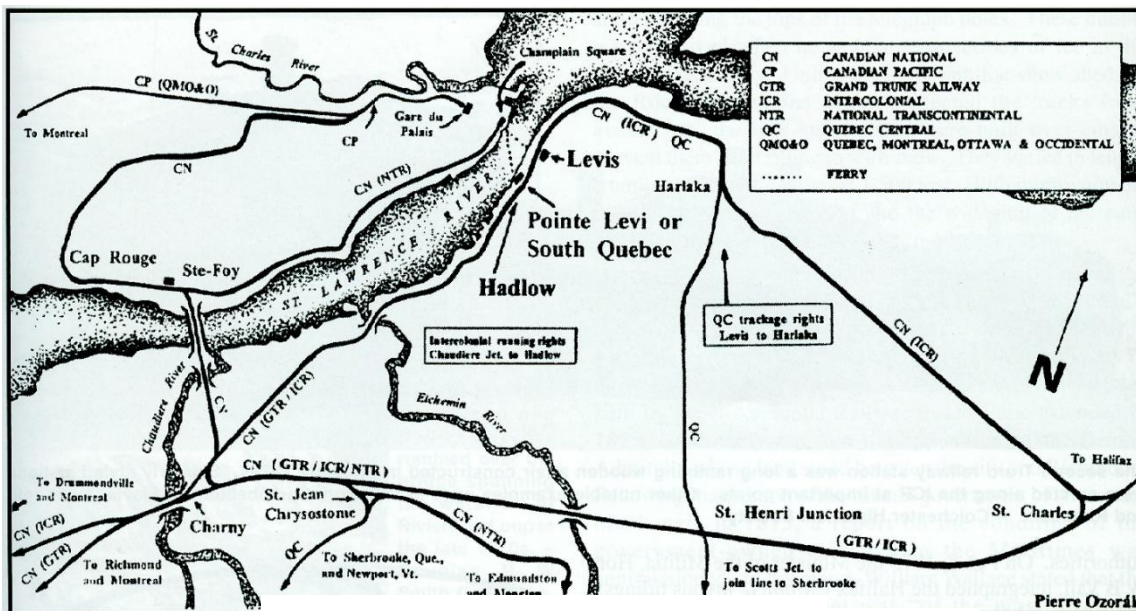 St.
Charles
River
Champlain Square
CP (QMO&O)
To Montreal
CN
CP
Gare du
Palais
CN CANADIAN NATIONAL
CP CANADIAN PACIFIC
GTR GRAND TRUNK RAILWAY
ICR INTERCOLONIAL
NTR NATIONAL TRANSCONTINENTAL
QC QUEBEC CENTRAL
QMO&O QUEBEC, MONTREAL, OTTAWA & OCCIDENTAL
FERRY
CN (ICR)
QC
CN (NTR)
Levis
Harlaka
ST. LAWRENCE RIVER
Pointe Levi or
South Quebec
Cap Rouge
Ste-Foy
Hadlow
QC trackage rights
Levis to Harlaka
CN (ICR)
N
Intercolonial running rights
Chaudiere Jct. to Hadlow
Chaudiere River
CN (GTR/ICR)
Etchemin
River
QC
CN (GTR/ICR/NTR)
To Halifax
To Drummondville
and Montreal
Charny
St. Jean
Chrysostome
CN (NTR)
St. Henri Junction
St. Charles
CN (ICR)
CN (GTR)
QC
(GTR/ICR)
To Richmond
and Montreal
To Sherbrooke, Que.,
and Newport, Vt.
To Edmundston
and Moncton
To Scott Jct. to
join line to Sherbrooke